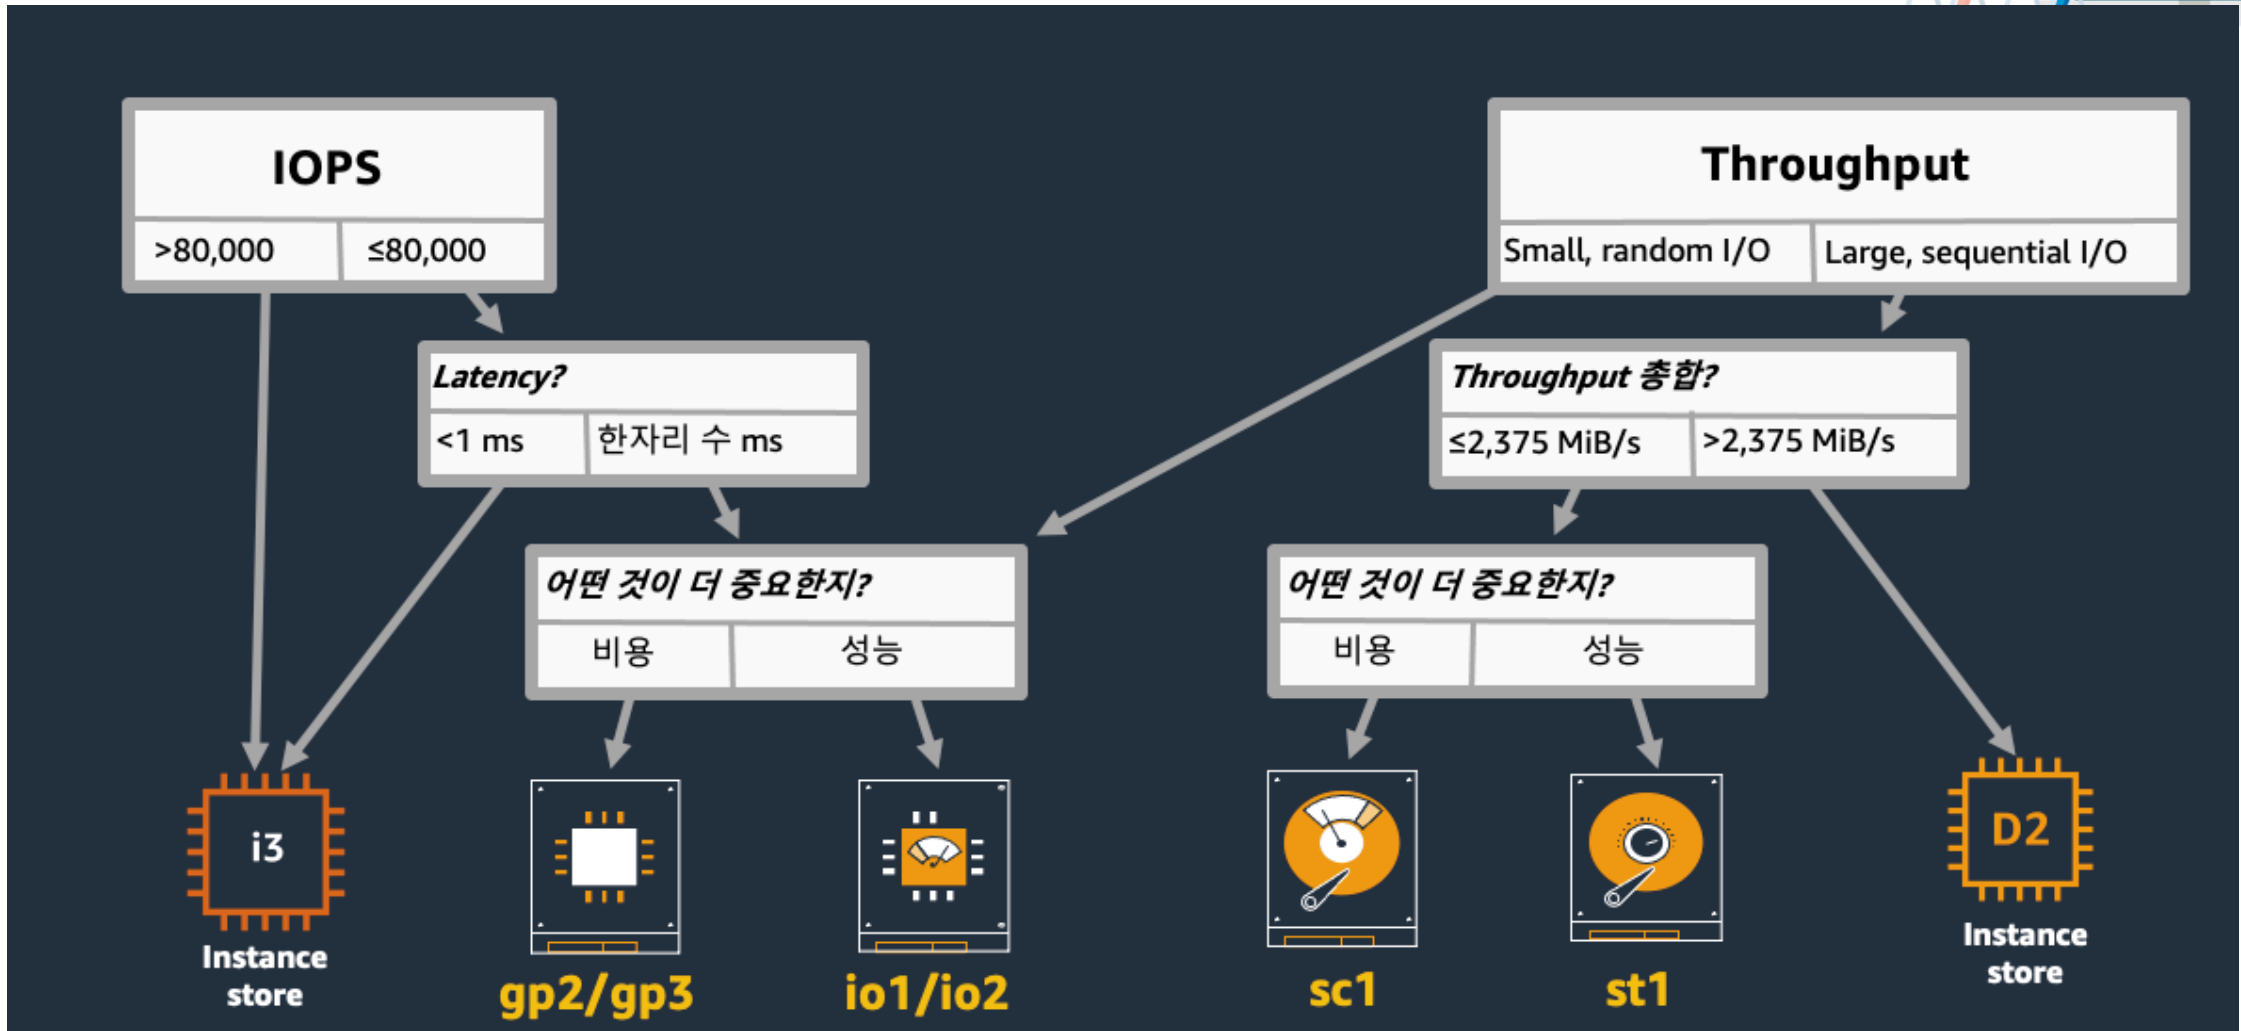 IOPS
>80,000
≤80,000
Throughput
Small, random I/O
Large, sequential I/O
Latency?
<1 ms
한자리 수 ms
Throughput 총합?
≤2,375 MiB/s
>2,375 MiB/s
어떤 것이 더 중요한지?
비용
성능
어떤 것이 더 중요한지?
비용
성능
i3
Instance
store
gp2/gp3
io1/io2
sc1
st1
D2
Instance
store